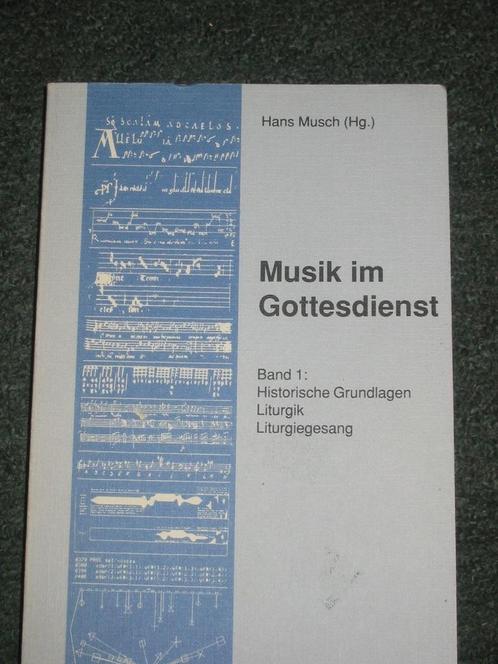 Hans Musch (Hg.)
Musik im
Gottesdienst
Band 1:
Historische Grundlagen
Liturgik
Liturgiegesang